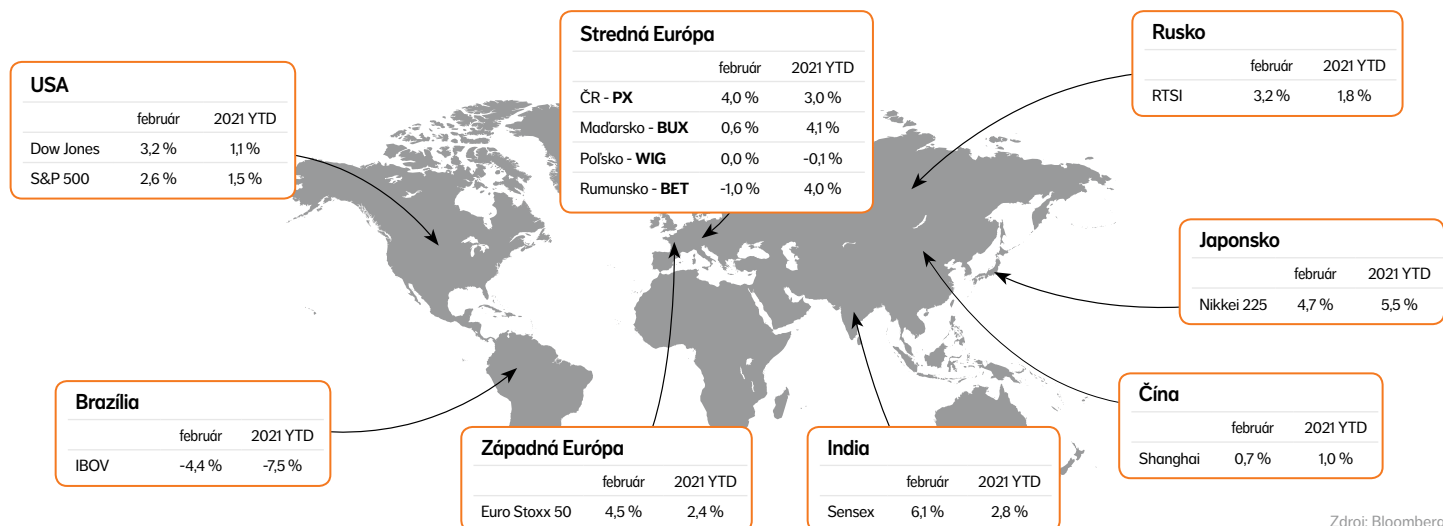 Stredná Európa
február 2021 YTD
ČR - PX 4,0 % 3,0 %
Maďarsko - BUX 0,6 % 4,1 %
Poľsko - WIG 0,0 % -0,1 %
Rumunsko - BET -1,0 % 4,0 %
Rusko
február 2021 YTD
RTSI 3,2 % 1,8 %
USA
február 2021 YTD
Dow Jones 3,2 % 1,1 %
S&P 500 2,6 % 1,5 %
Japonsko
február 2021 YTD
Nikkei 225 4,7 % 5,5 %
Brazília
február 2021 YTD
IBOV -4,4 % -7,5 %
Západná Európa
február 2021 YTD
Euro Stoxx 50 4,5 % 2,4 %
India
február 2021 YTD
Sensex 6,1 % 2,8 %
Čína
február 2021 YTD
Shanghai 0,7 % 1,0 %
Zdroj: Bloomberg